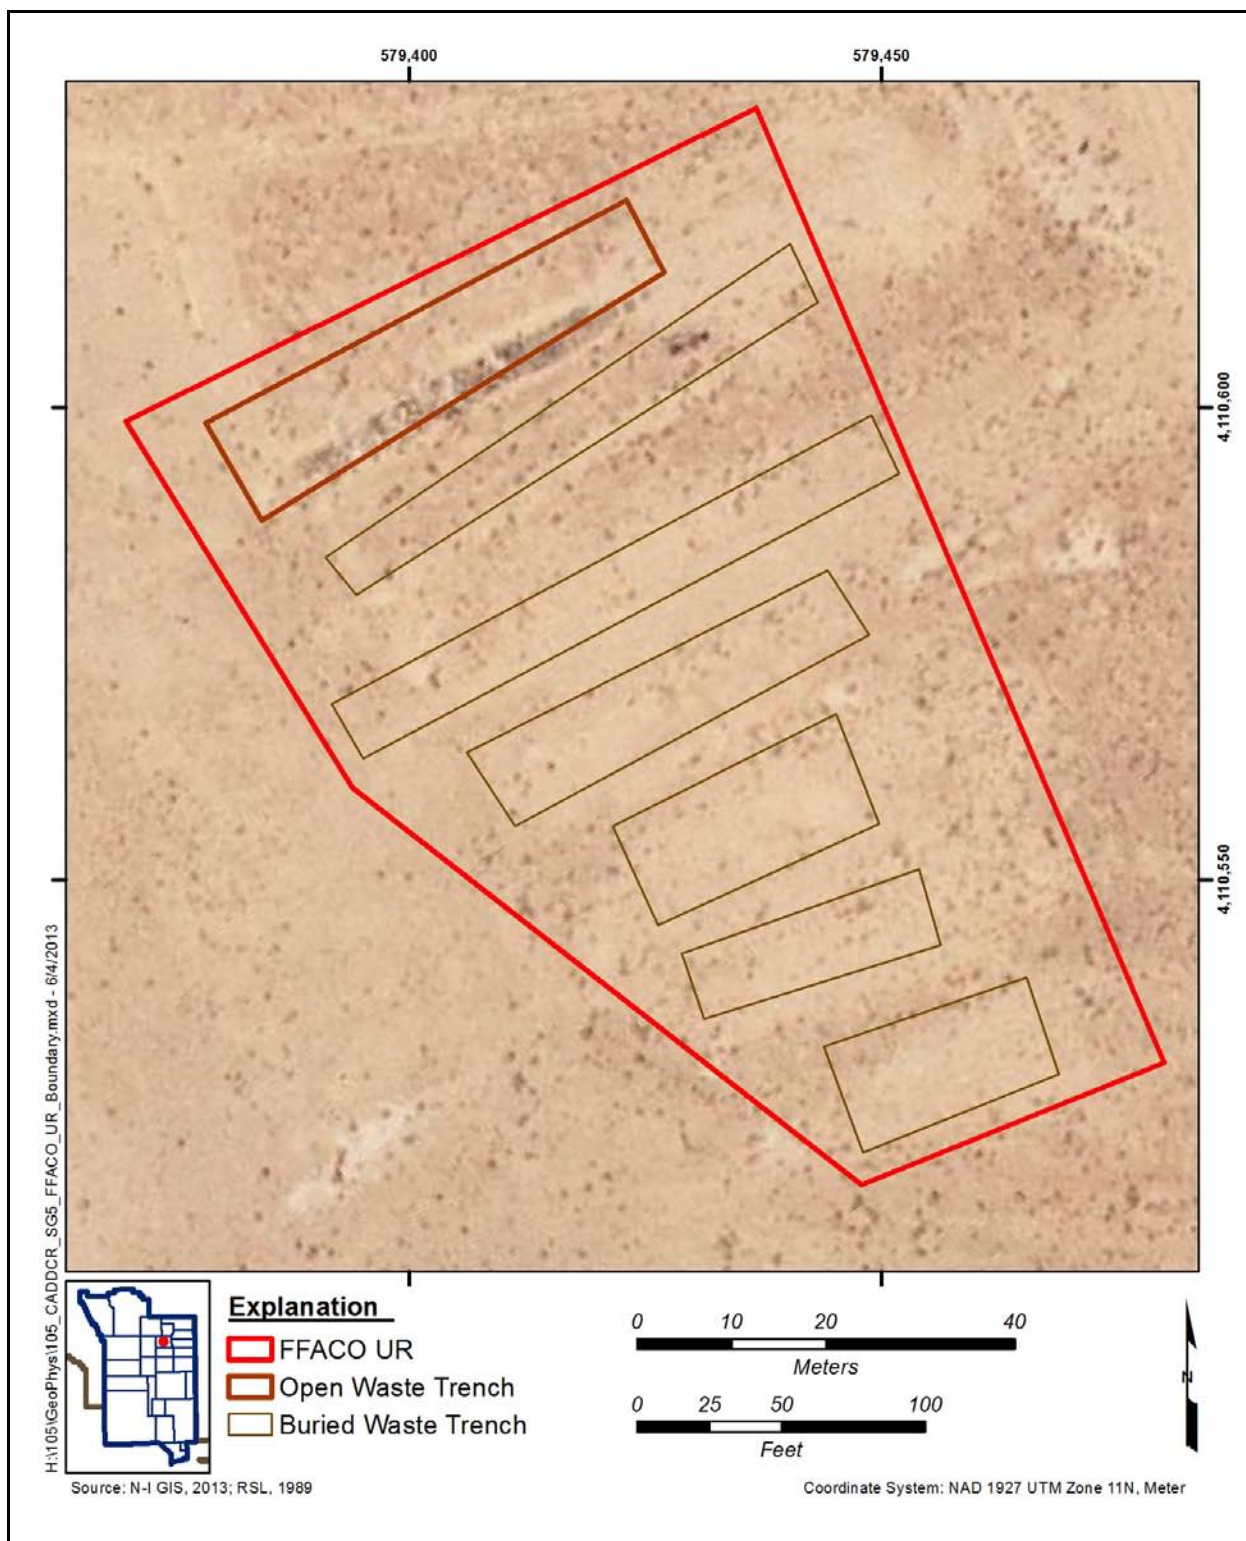 579,400 579,450
4,110,600
4,110,550
H:\105\GeoPhys\105_CADDCR_SG5_FFACO_UR_Boundary.mxd - 6/4/2013
Explanation
FFACO UR
Open Waste Trench
Buried Waste Trench
0 10 20 40
Meters
0 25 50 100
Feet
N
Source: N-I GIS, 2013; RSL, 1989
Coordinate System: NAD 1927 UTM Zone 11N, Meter